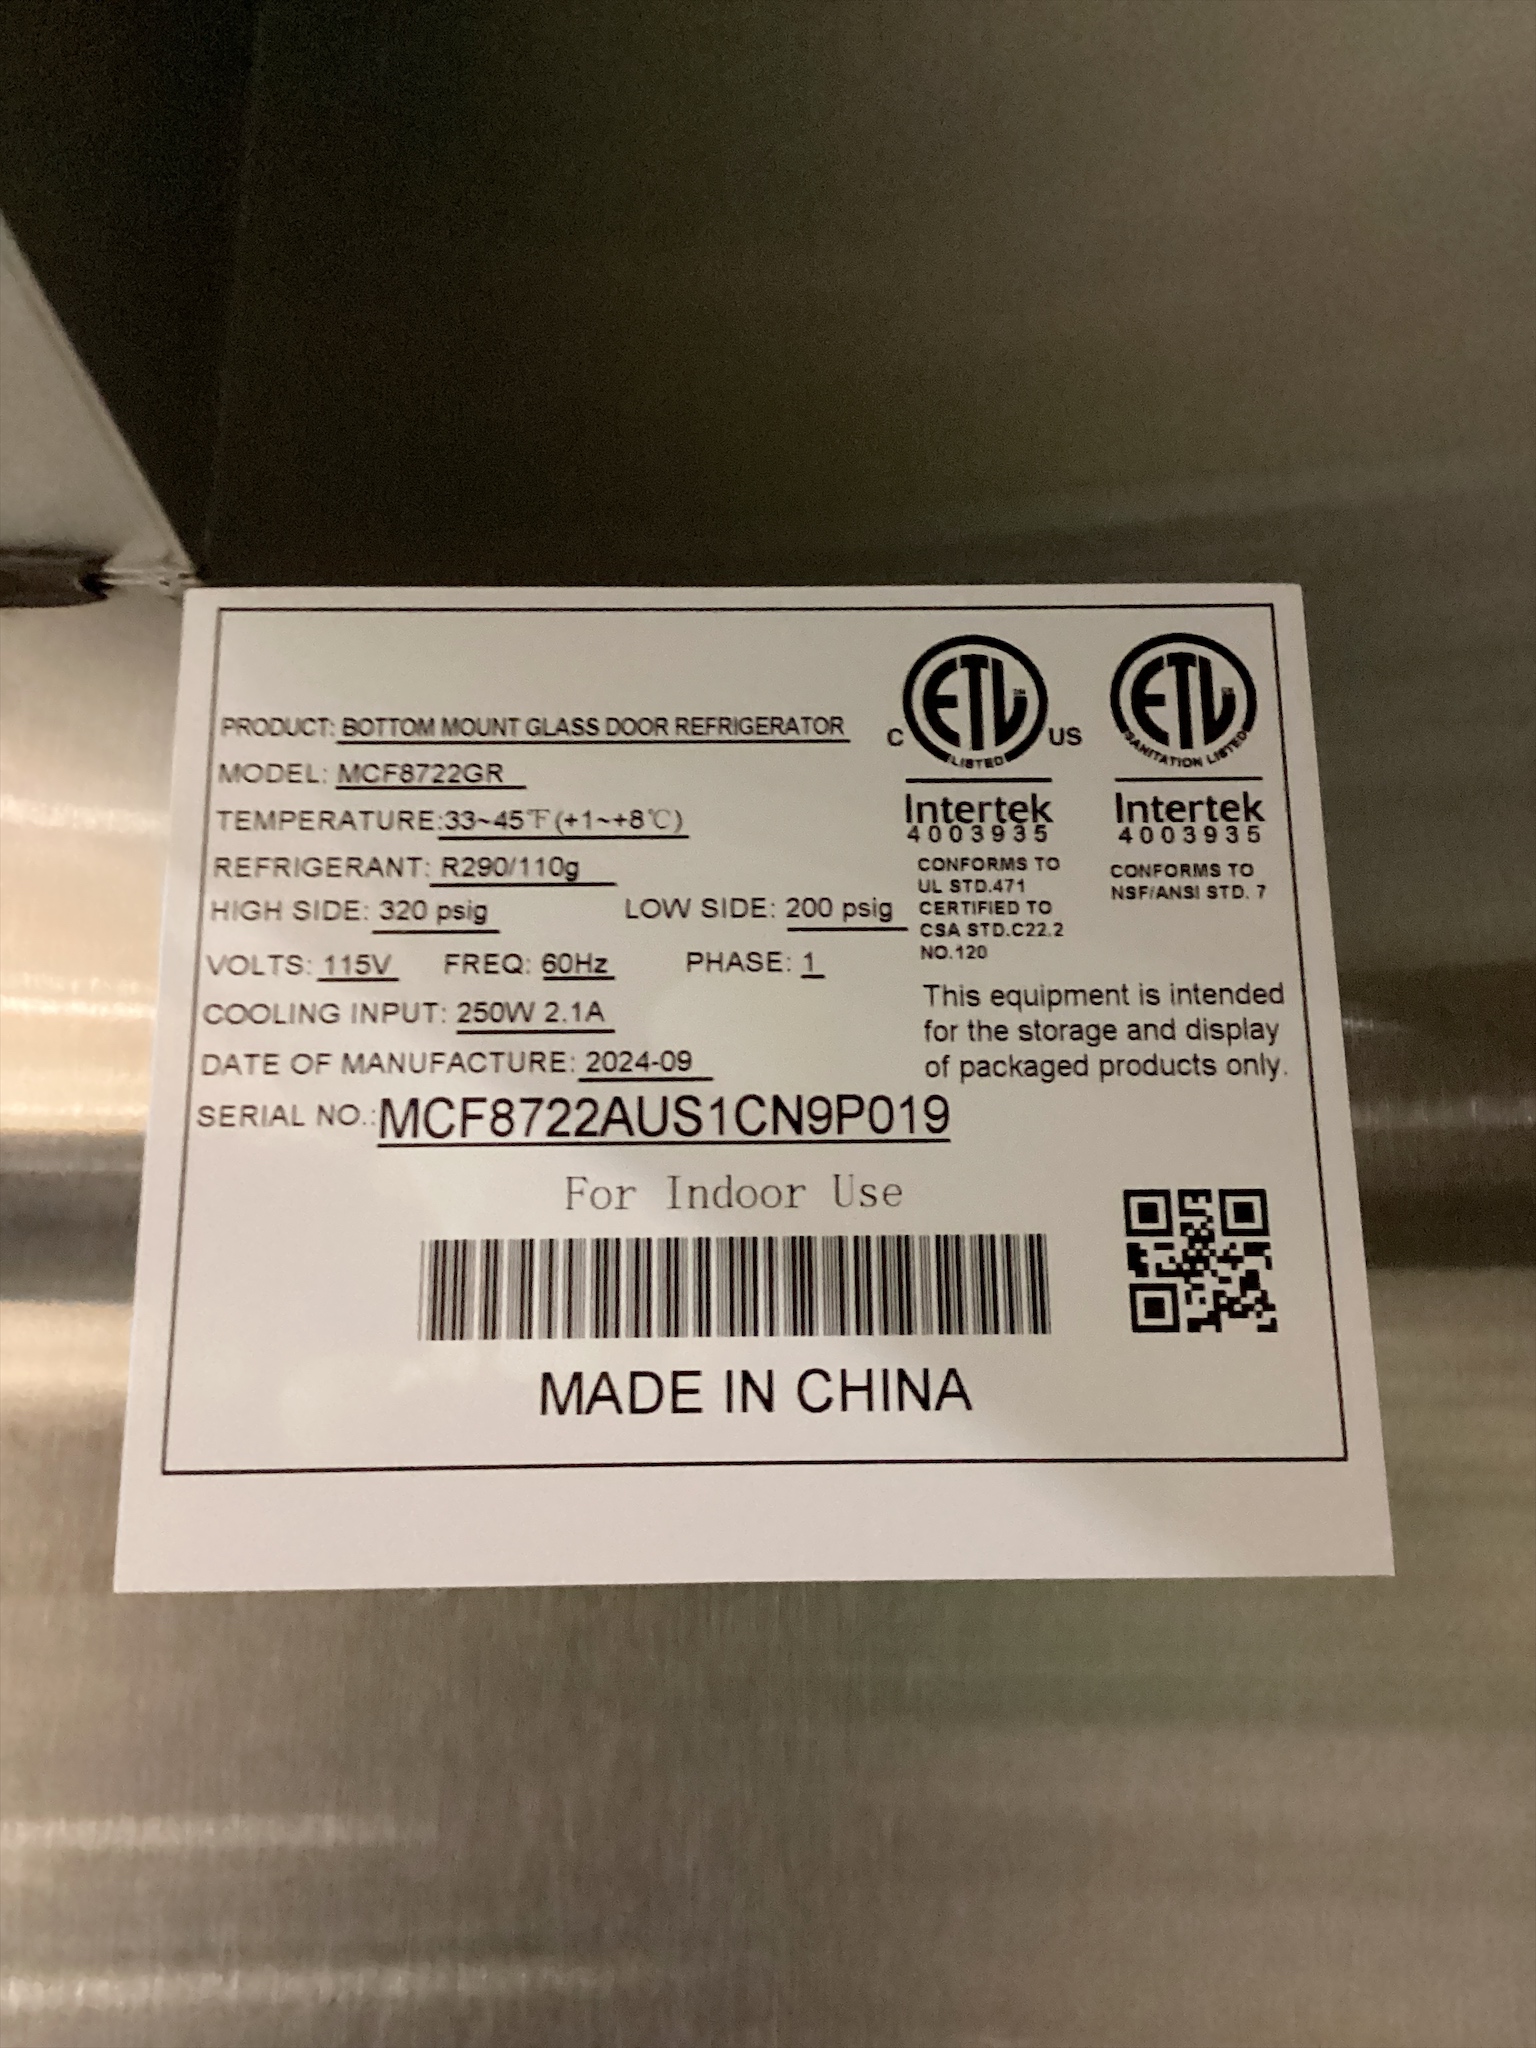 PRODUCT: BOTTOM MOUNT GLASS DOOR REFRIGERATOR
MODEL: MCF8722GR
TEMPERATURE:33~45℉(+1~+8℃)
REFRIGERANT: R290/110g
HIGH SIDE: 320 psig LOW SIDE: 200 psig
VOLTS: 115V FREQ: 60Hz PHASE: 1
COOLING INPUT: 250W 2.1A
DATE OF MANUFACTURE: 2024-09
SERIAL NO.:MCF8722AUS1CN9P019
For Indoor Use
MADE IN CHINA
C ETL US
LISTED
Intertek
4003935
CONFORMS TO
UL STD.471
CERTIFIED TO
CSA STD.C22.2
NO.120
ETL
SANITATION LISTED
Intertek
4003935
CONFORMS TO
NSF/ANSI STD. 7
This equipment is intended
for the storage and display
of packaged products only.